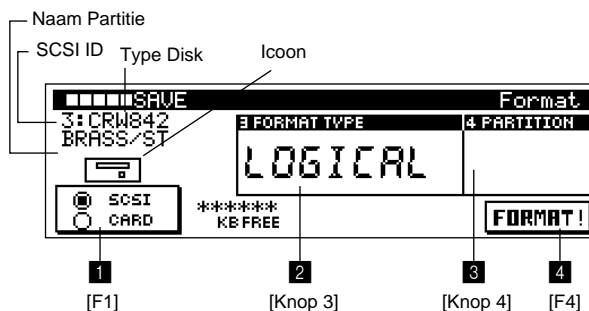 Naam Partitie
SCSI ID
Type Disk
Icoon
SAVE
Format
3:CRW842
BRASS/ST
3 FORMAT TYPE
4 PARTITION
LOGICAL
SCSI
CARD
******
KB FREE
FORMAT!
1
2
3
4
[F1]
[Knop 3]
[Knop 4]
[F4]